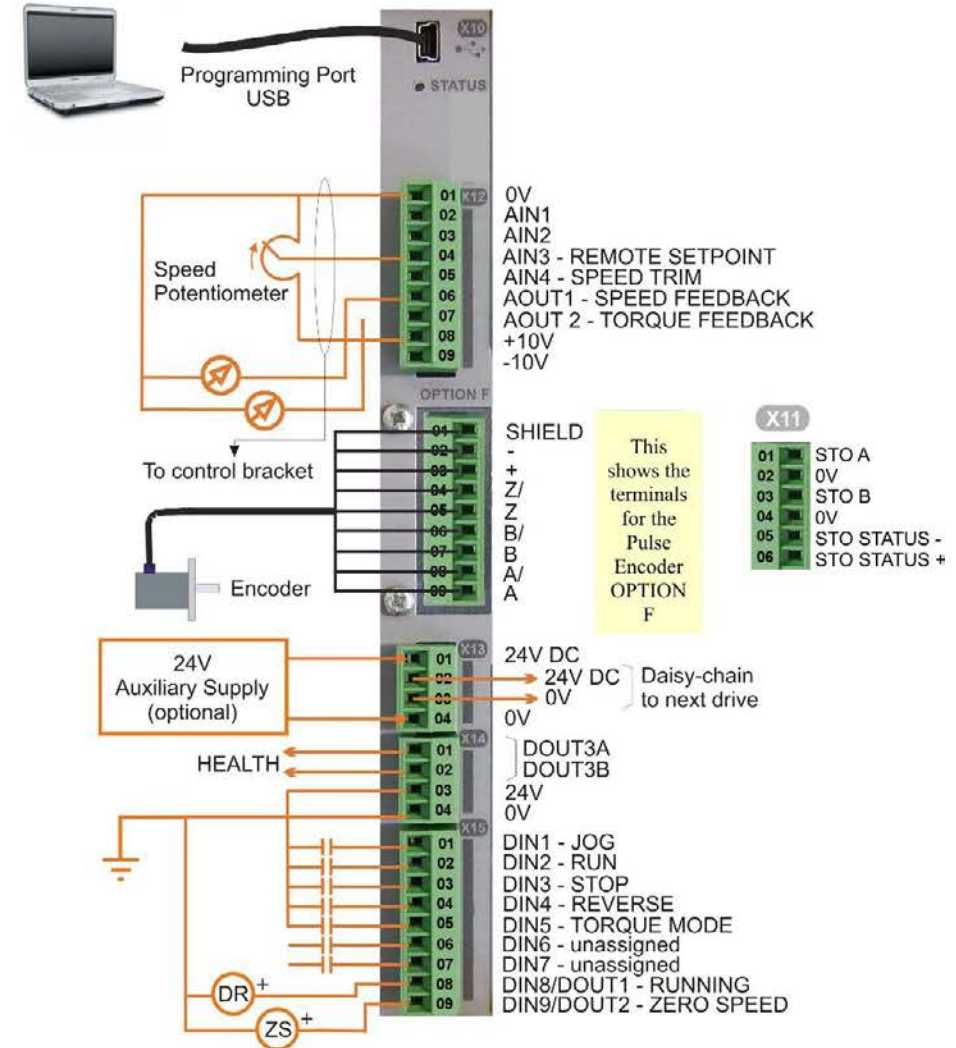 X10
Programming Port
USB
STATUS
01 X12 0V
02 AIN1
03 AIN2
04 AIN3 - REMOTE SETPOINT
05 AIN4 - SPEED TRIM
06 AOUT1 - SPEED FEEDBACK
07 AOUT 2 - TORQUE FEEDBACK
08 +10V
09 -10V
Speed
Potentiometer
OPTION F
To control bracket
01 SHIELD
02 -
03 +
04 Z/
05 Z
06 B/
07 B
08 A/
09 A
Encoder
This
shows the
terminals
for the
Pulse
Encoder
OPTION
F
X11
01 STO A
02 0V
03 STO B
04 0V
05 STO STATUS -
06 STO STATUS +
24V
Auxiliary Supply
(optional)
X13
01 24V DC
02 24V DC
03 0V
04 0V
Daisy-chain
to next drive
HEALTH
X14
01 DOUT3A
02 DOUT3B
03 24V
04 0V
X15
01 DIN1 - JOG
02 DIN2 - RUN
03 DIN3 - STOP
04 DIN4 - REVERSE
05 DIN5 - TORQUE MODE
06 DIN6 - unassigned
07 DIN7 - unassigned
08 DIN8/DOUT1 - RUNNING
09 DIN9/DOUT2 - ZERO SPEED
DR +
ZS +